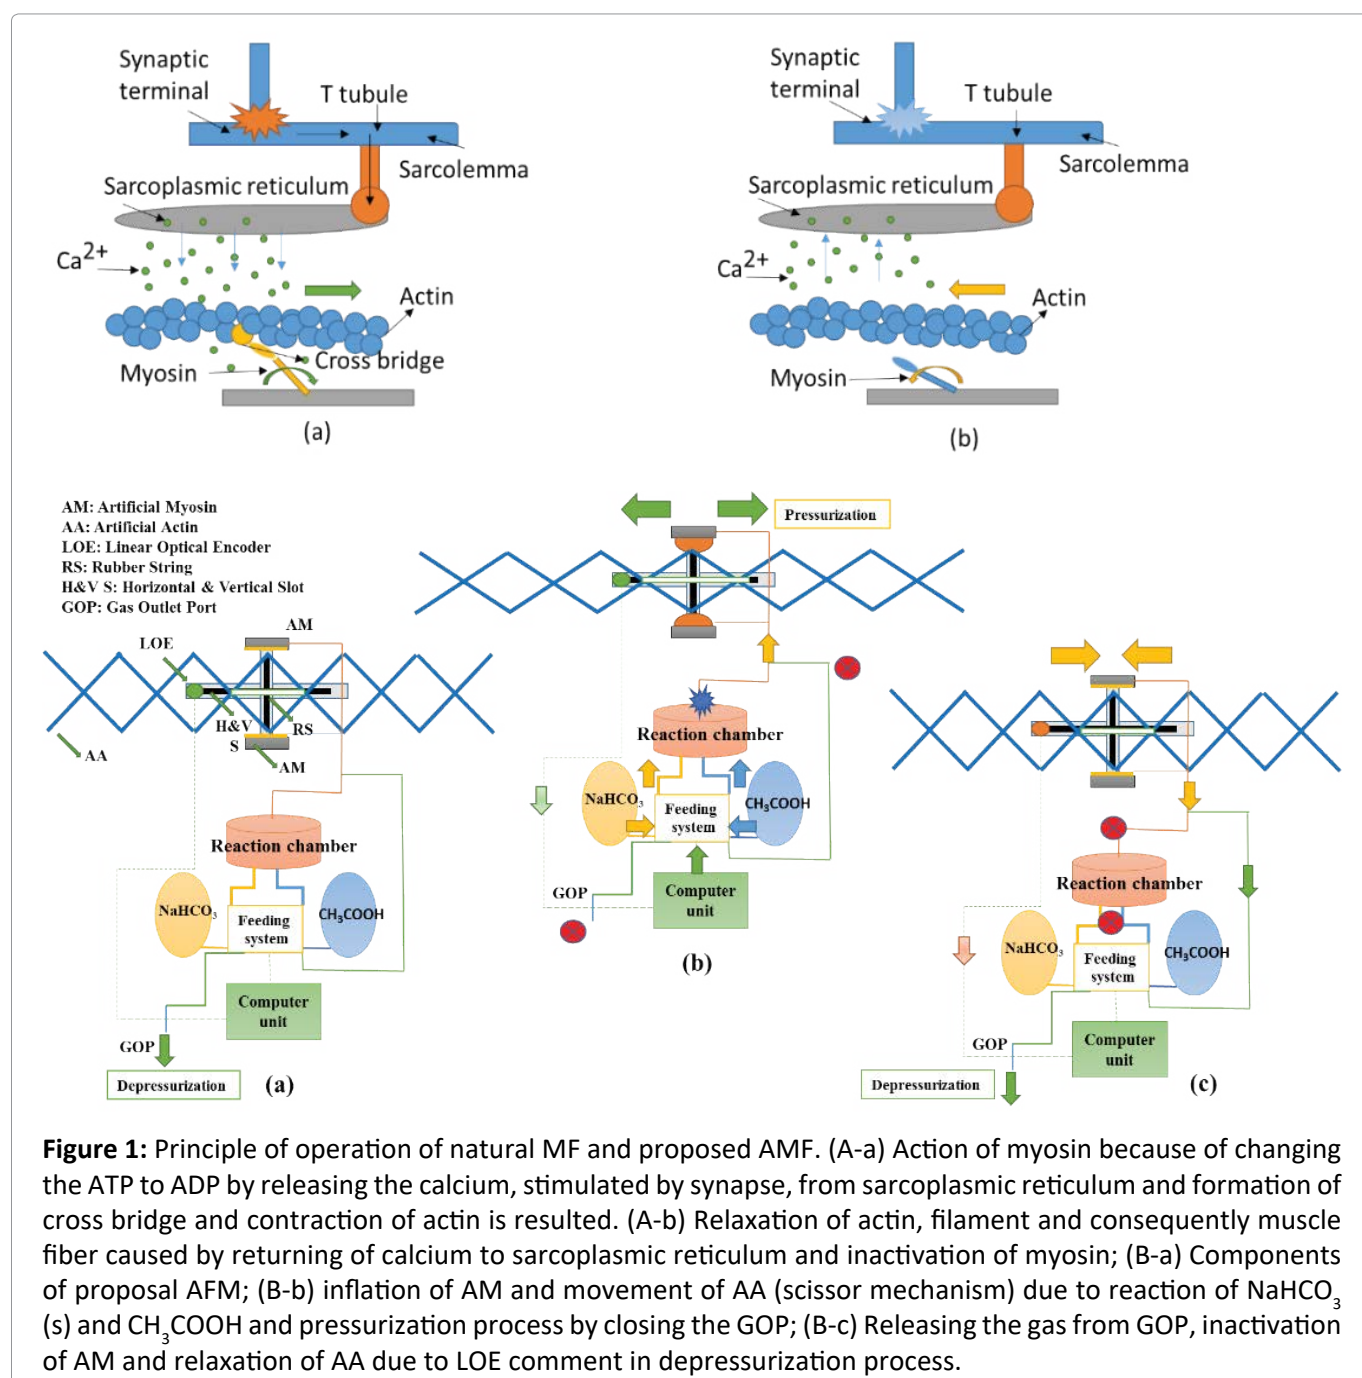 Synaptic
terminal
T tubule
Sarcolemma
Sarcoplasmic reticulum
Ca2+
Actin
Cross bridge
Myosin
(a)
Synaptic
terminal
T tubule
Sarcolemma
Sarcoplasmic reticulum
Ca2+
Actin
Myosin
(b)
AM: Artificial Myosin
AA: Artificial Actin
LOE: Linear Optical Encoder
RS: Rubber String
H&V S: Horizontal & Vertical Slot
GOP: Gas Outlet Port
AM
LOE
H&V
S
RS
AA
AM
Reaction chamber
NaHCO3
CH3COOH
Feeding
system
Computer
unit
GOP
Depressurization
(a)
Pressurization
Reaction chamber
NaHCO3
CH3COOH
Feeding
system
GOP
Computer
unit
(b)
Reaction chamber
NaHCO3
CH3COOH
Feeding
system
GOP
Computer
unit
Depressurization
(c)
Figure 1: Principle of operation of natural MF and proposed AMF. (A-a) Action of myosin because of changing
the ATP to ADP by releasing the calcium, stimulated by synapse, from sarcoplasmic reticulum and formation of
cross bridge and contraction of actin is resulted. (A-b) Relaxation of actin, filament and consequently muscle
fiber caused by returning of calcium to sarcoplasmic reticulum and inactivation of myosin; (B-a) Components
of proposal AFM; (B-b) inflation of AM and movement of AA (scissor mechanism) due to reaction of NaHCO3
(s) and CH3COOH and pressurization process by closing the GOP; (B-c) Releasing the gas from GOP, inactivation
of AM and relaxation of AA due to LOE comment in depressurization process.